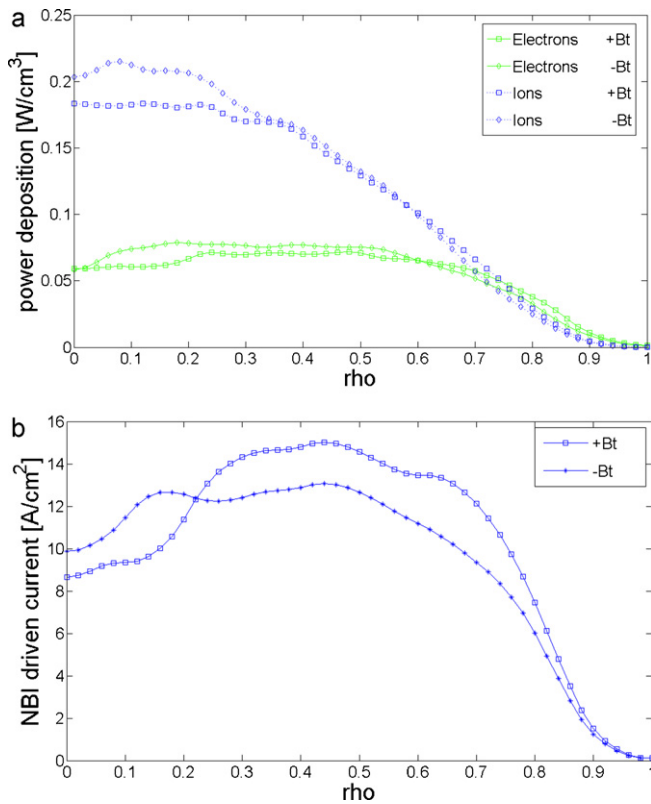 a
0.25
0.2
0.15
0.1
0.05
0
power deposition [W/cm³]
Electrons +Bt
Electrons -Bt
Ions +Bt
Ions -Bt
0 0.1 0.2 0.3 0.4 0.5 0.6 0.7 0.8 0.9 1
rho
b
16
14
12
10
8
6
4
2
0
NBI driven current [A/cm²]
+Bt
-Bt
0 0.1 0.2 0.3 0.4 0.5 0.6 0.7 0.8 0.9 1
rho